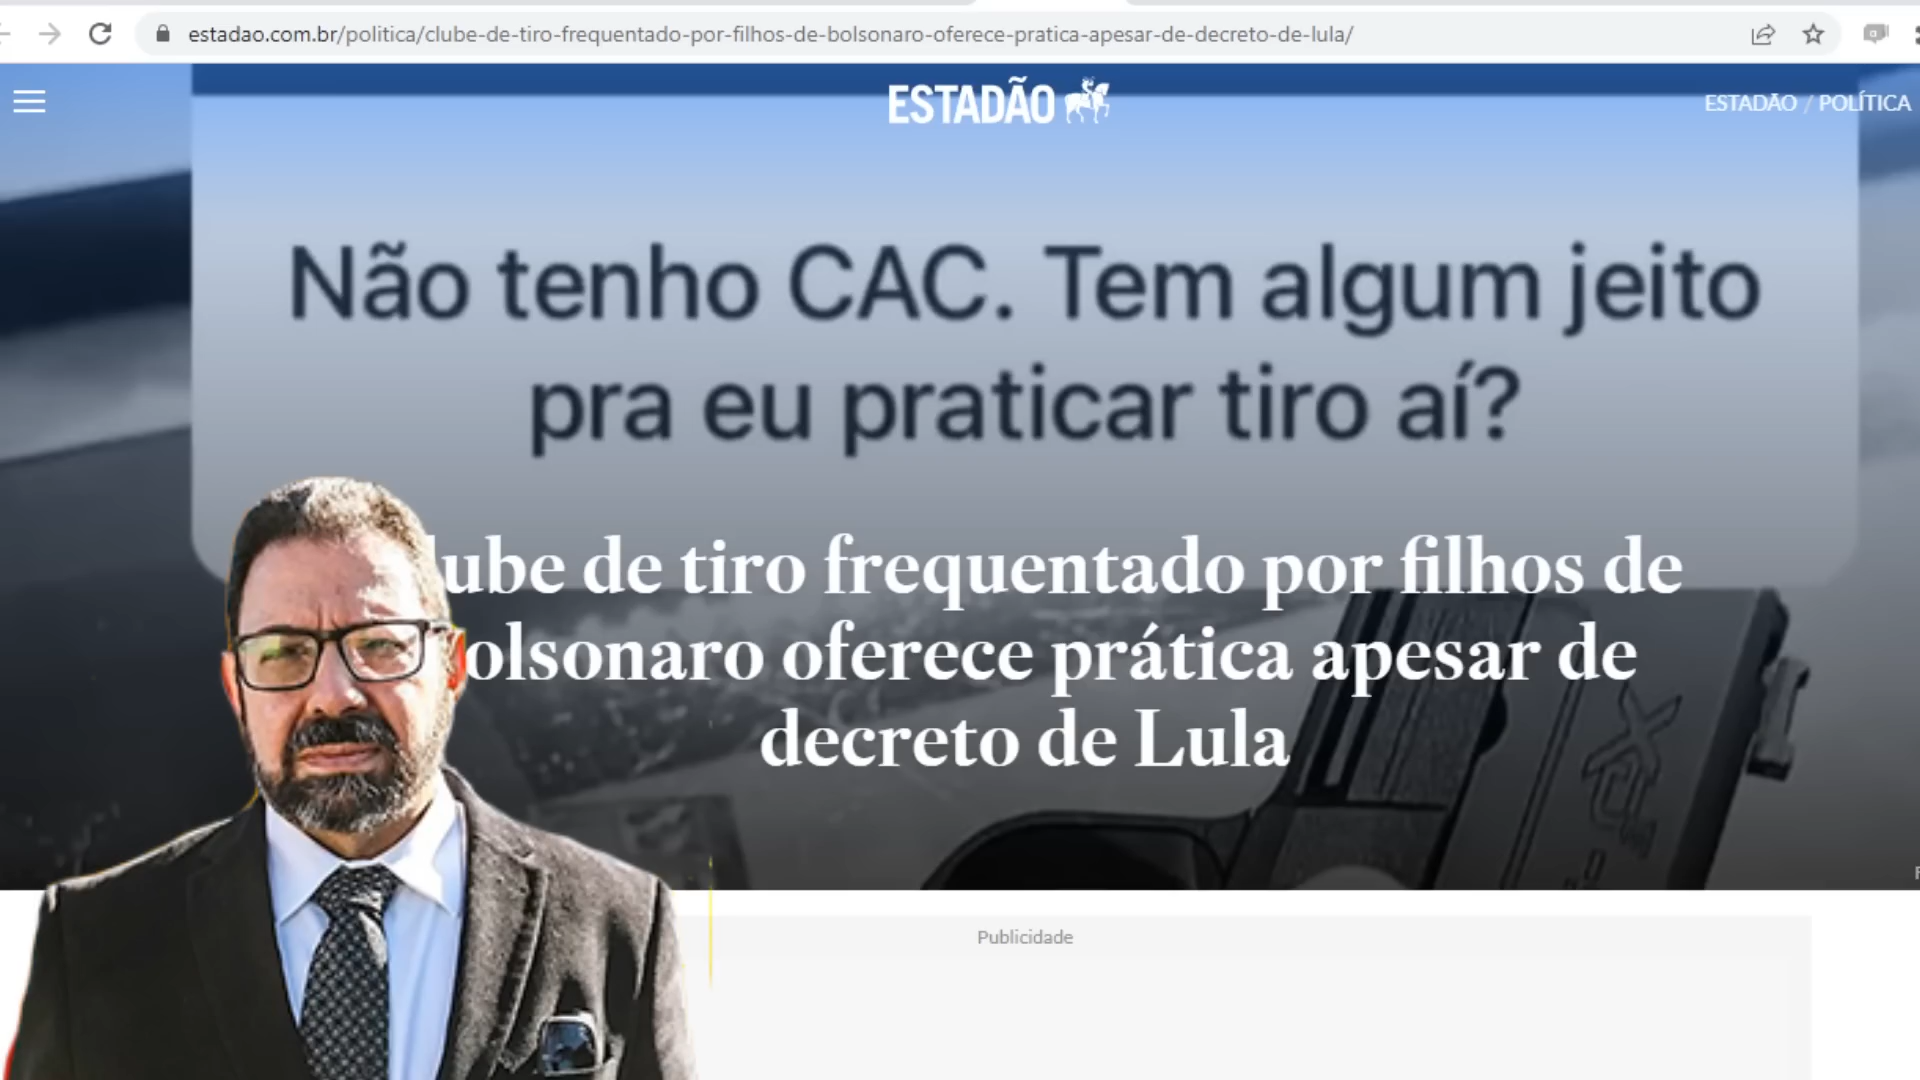 estadao.com.br/politica/clube-de-tiro-frequentado-por-filhos-de-bolsonaro-oferece-pratica-apesar-de-decreto-de-lula/
ESTADÃO
ESTADÃO / POLÍTICA
Não tenho CAC. Tem algum jeito
pra eu praticar tiro aí?
lube de tiro frequentado por filhos de
olsonaro oferece prática apesar de
decreto de Lula
Publicidade